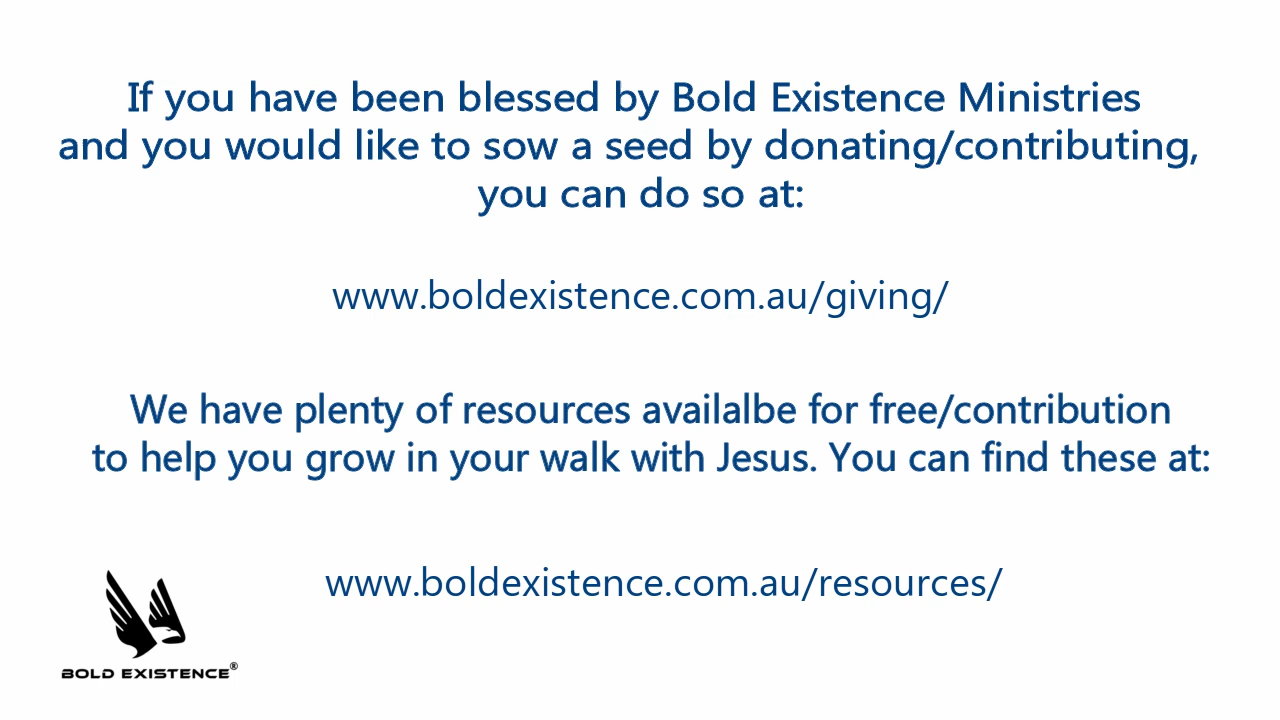 If you have been blessed by Bold Existence Ministries
and you would like to sow a seed by donating/contributing,
you can do so at:
www.boldexistence.com.au/giving/
We have plenty of resources availalbe for free/contribution
to help you grow in your walk with Jesus. You can find these at:
www.boldexistence.com.au/resources/
BOLD EXISTENCE®